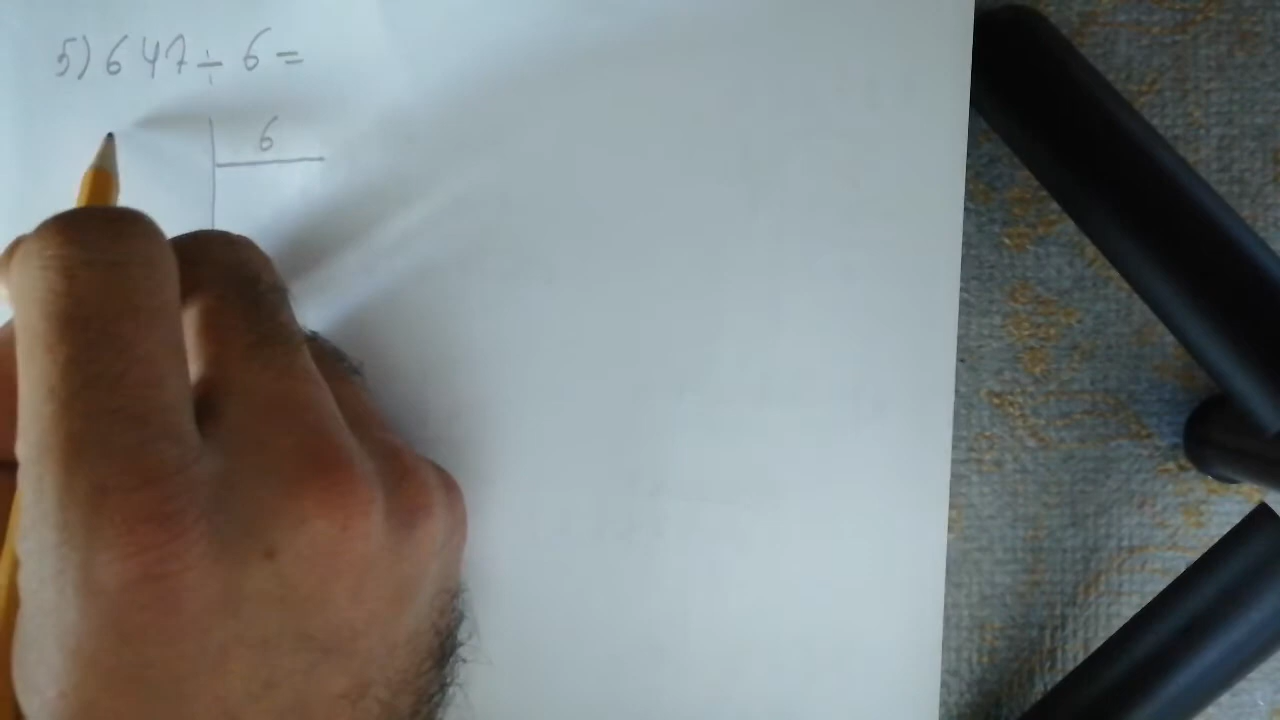 5) 647 ÷ 6 =
6